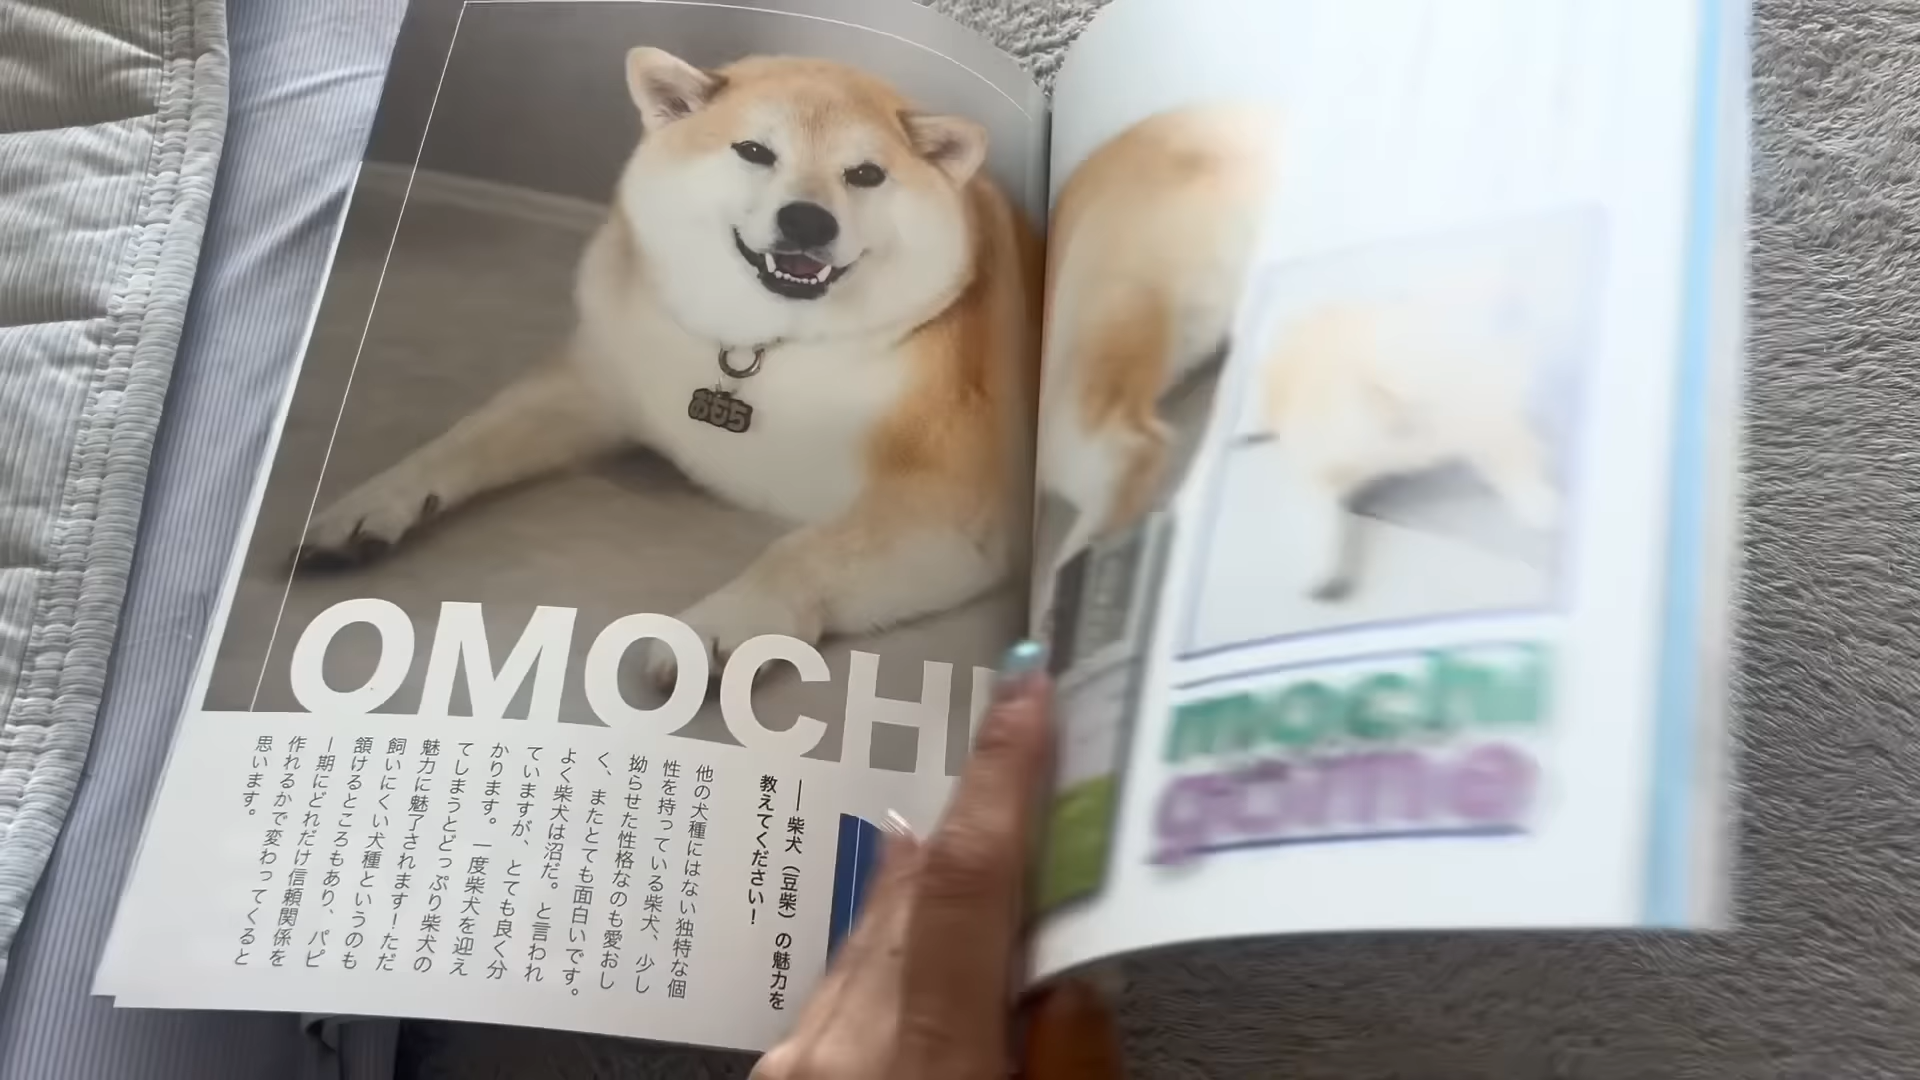 おもち
OMOCHI
──柴犬（豆柴）の魅力を
教えてください！
他の犬種にはない独特な個
性を持っている柴犬、少し
拗らせた性格なのも愛おし
く、またとても面白いです。
よく柴犬は沼だ。と言われ
ていますが、とても良く分
かります。一度柴犬を迎え
てしまうとどっぷり柴犬の
魅力に魅了されます！ただ
飼いにくい犬種というのも
頷けるところもあり、パピ
ー期にどれだけ信頼関係を
作れるかで変わってくると
思います。
mochi
goma